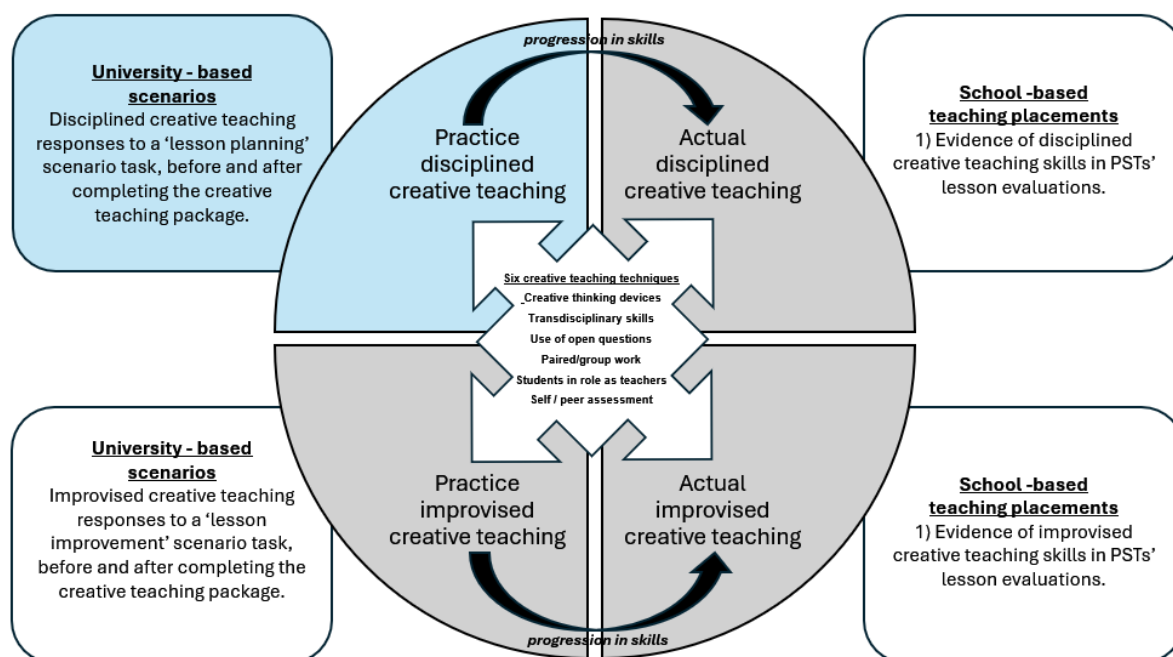 progression in skills
University - based
scenarios
Disciplined creative teaching
responses to a ‘lesson planning’
scenario task, before and after
completing the creative
teaching package.
Practice
disciplined
creative teaching
Actual
disciplined
creative teaching
School -based
teaching placements
1) Evidence of disciplined
creative teaching skills in PSTs’
lesson evaluations.
Six creative teaching techniques
Creative thinking devices
Transdisciplinary skills
Use of open questions
Paired/group work
Students in role as teachers
Self / peer assessment
University - based
scenarios
Improvised creative teaching
responses to a ‘lesson
improvement’ scenario task,
before and after completing the
creative teaching package.
Practice
improvised
creative teaching
Actual
improvised
creative teaching
School -based
teaching placements
1) Evidence of improvised
creative teaching skills in PSTs’
lesson evaluations.
progression in skills